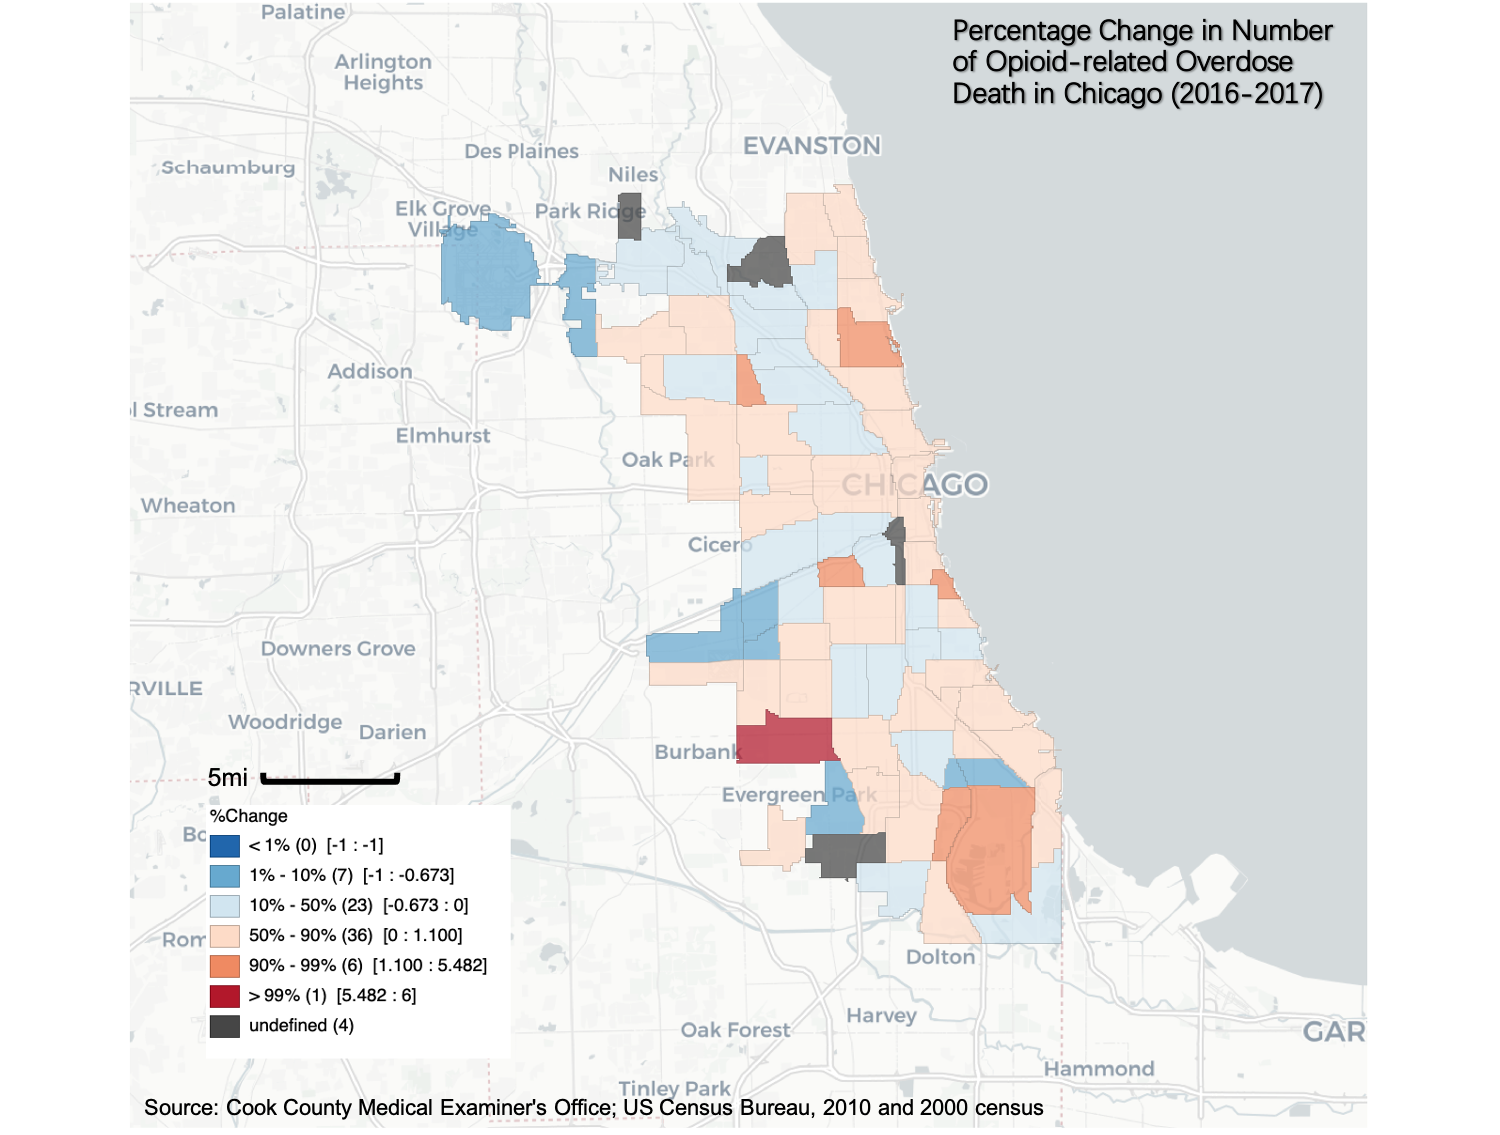 Palatine
Percentage Change in Number
of Opioid-related Overdose
Death in Chicago (2016-2017)
Arlington
Heights
EVANSTON
Des Plaines
Schaumburg
Niles
Elk Grove
Village
Park Ridge
Addison
l Stream
Elmhurst
Oak Park
CHICAGO
Wheaton
Cicero
Downers Grove
RVILLE
Woodridge
Darien
Burbank
5mi
Evergreen Park
%Change
Bo
< 1% (0) [-1 : -1]
1% - 10% (7) [-1 : -0.673]
10% - 50% (23) [-0.673 : 0]
Rom
50% - 90% (36) [0 : 1.100]
90% - 99% (6) [1.100 : 5.482]
> 99% (1) [5.482 : 6]
undefined (4)
Dolton
Harvey
Oak Forest
GAR
Hammond
Tinley Park
Source: Cook County Medical Examiner's Office; US Census Bureau, 2010 and 2000 census